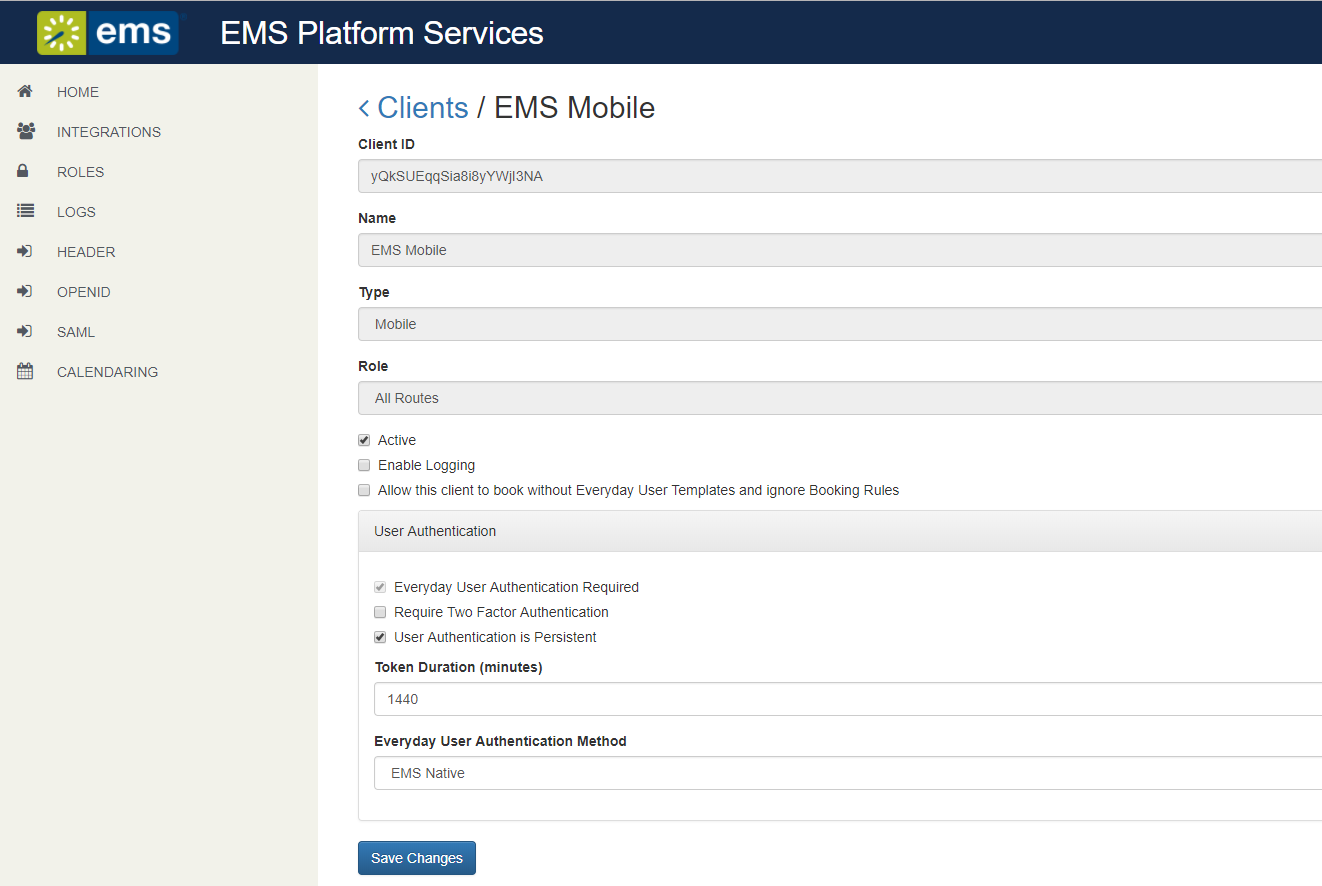 ems
EMS Platform Services
HOME
INTEGRATIONS
ROLES
LOGS
HEADER
OPENID
SAML
CALENDARING
< Clients / EMS Mobile
Client ID
yQkSUEqqSia8i8yYWjI3NA
Name
EMS Mobile
Type
Mobile
Role
All Routes
Active
Enable Logging
Allow this client to book without Everyday User Templates and ignore Booking Rules
User Authentication
Everyday User Authentication Required
Require Two Factor Authentication
User Authentication is Persistent
Token Duration (minutes)
1440
Everyday User Authentication Method
EMS Native
Save Changes